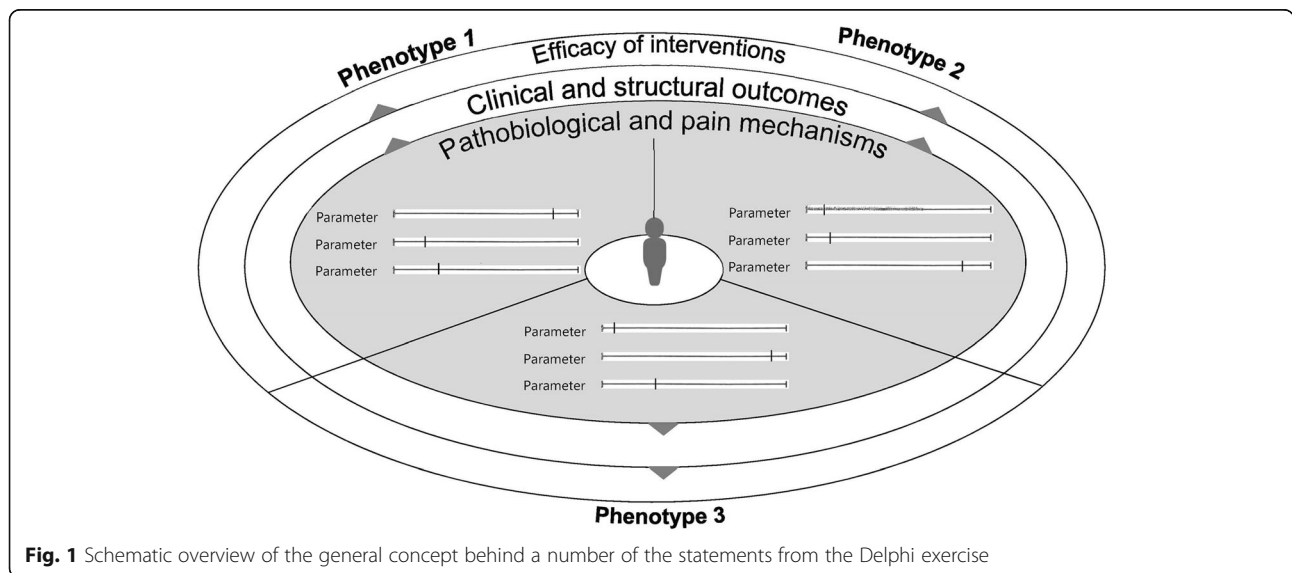 Phenotype 1
Efficacy of interventions
Phenotype 2
Clinical and structural outcomes
Pathobiological and pain mechanisms
Parameter
Parameter
Parameter
Parameter
Parameter
Parameter
Parameter
Parameter
Parameter
Phenotype 3
Fig. 1 Schematic overview of the general concept behind a number of the statements from the Delphi exercise